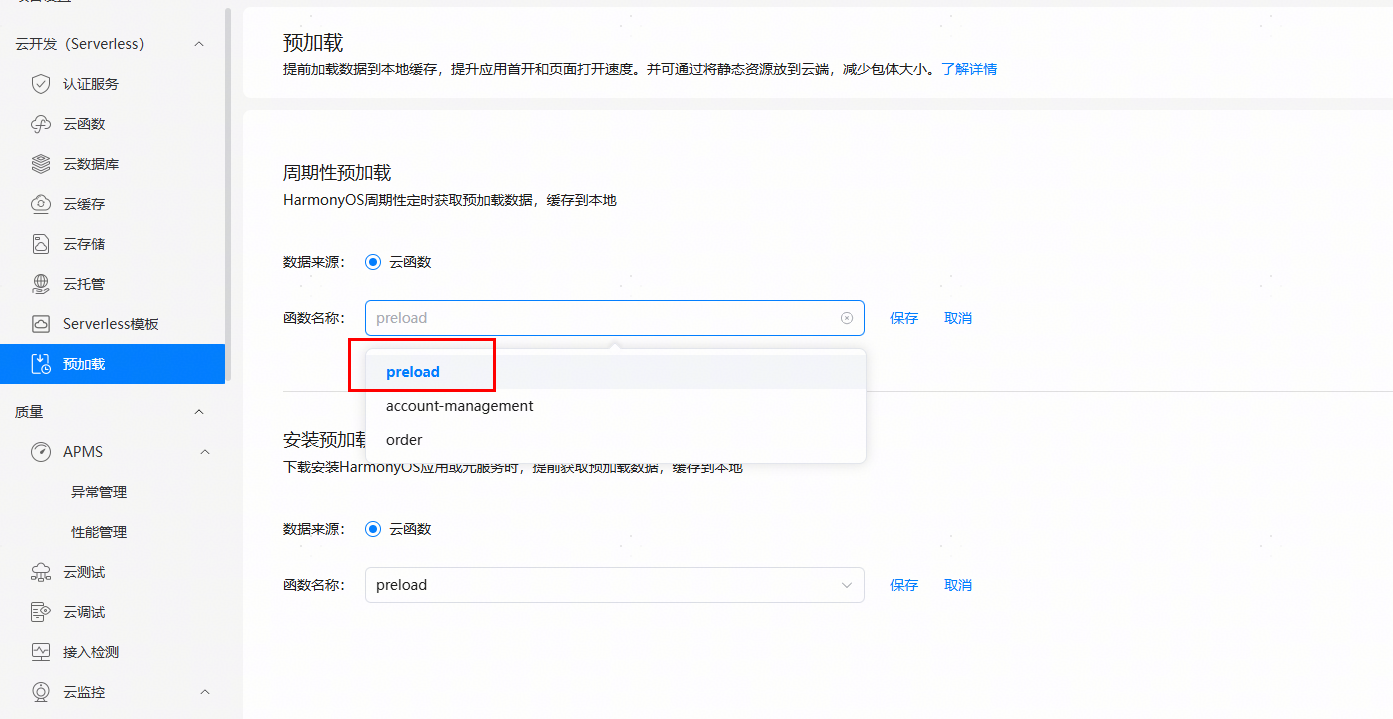 云开发（Serverless）
认证服务
云函数
云数据库
云缓存
云存储
云托管
Serverless模板
预加载
质量
APMS
异常管理
性能管理
云测试
云调试
接入检测
云监控
预加载
提前加载数据到本地缓存，提升应用首开和页面打开速度。并可通过将静态资源放到云端，减少包体大小。了解详情
周期性预加载
HarmonyOS周期性定时获取预加载数据，缓存到本地
数据来源： 云函数
函数名称： preload 保存 取消
preload
account-management
order
安装预加载
下载安装HarmonyOS应用或元服务时，提前获取预加载数据，缓存到本地
数据来源： 云函数
函数名称： preload 保存 取消